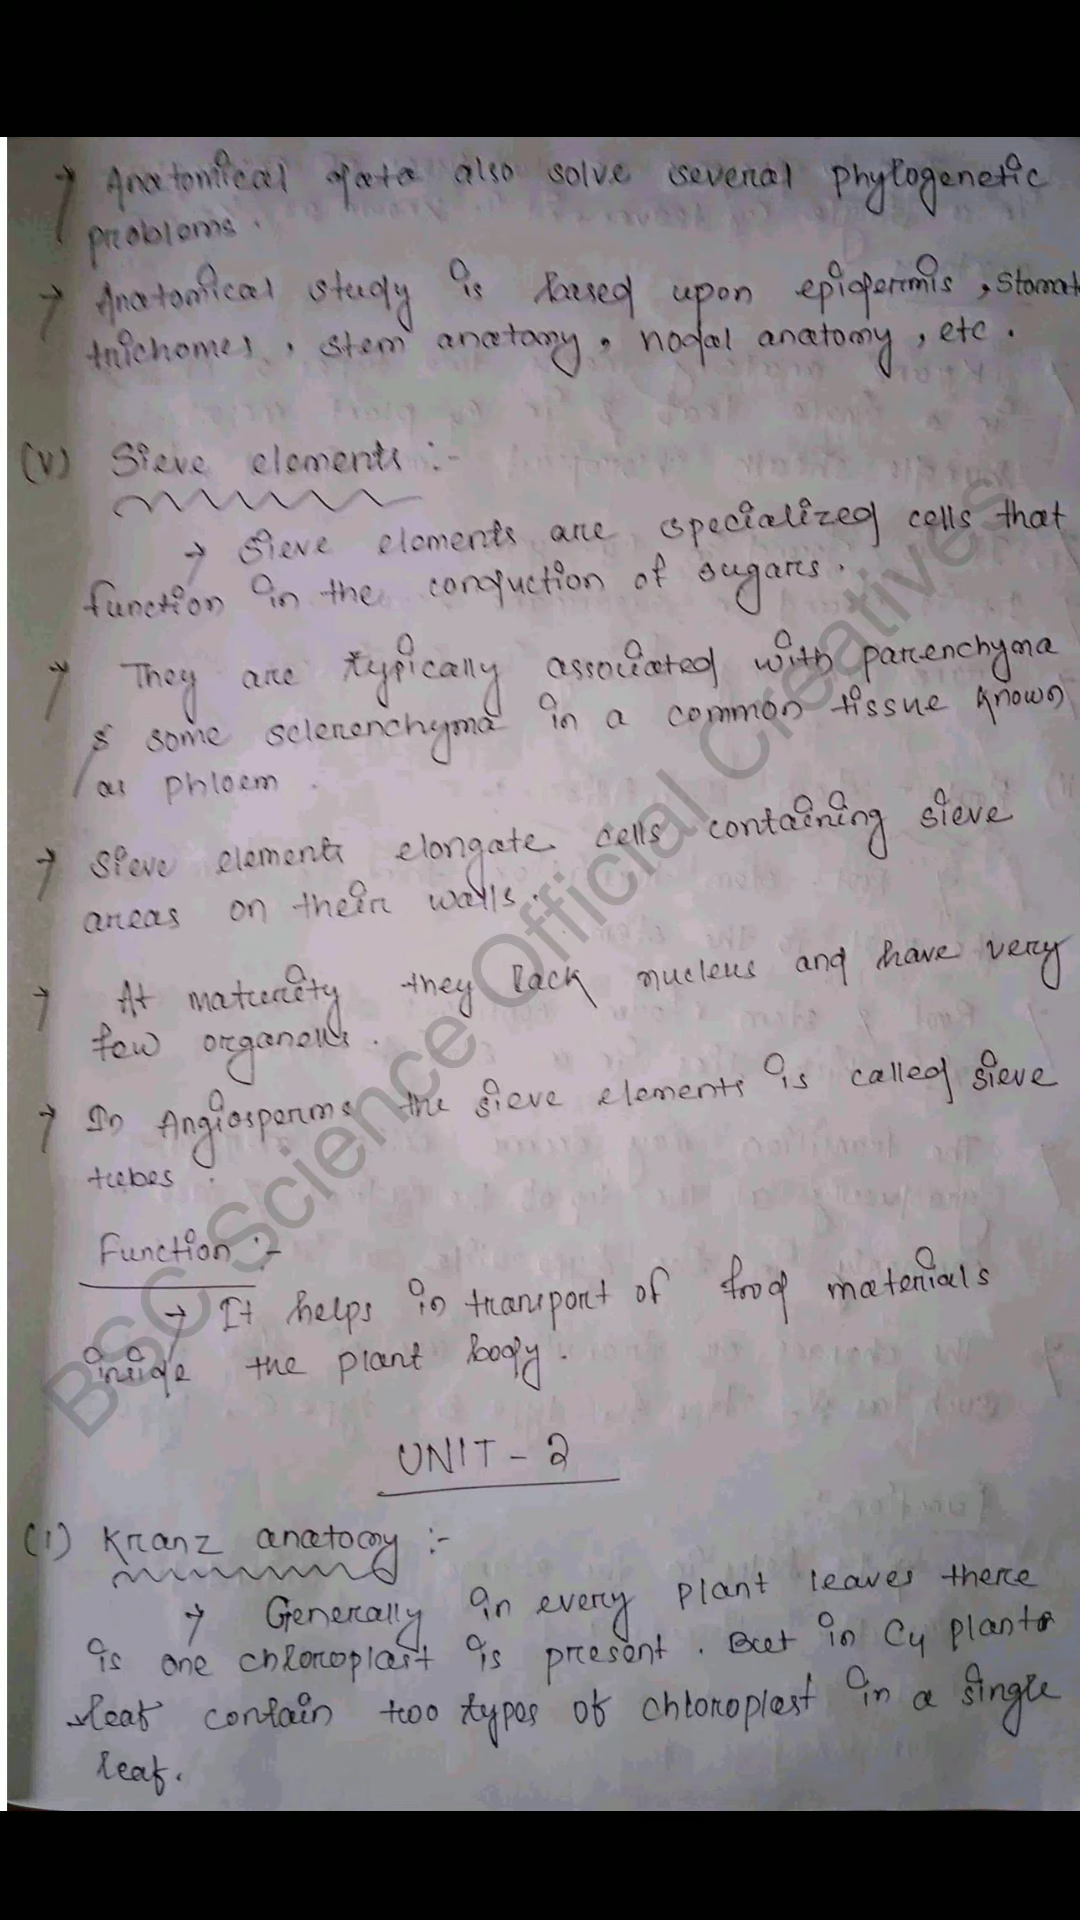 → Anatomical data also solve several phylogenetic
problems.
→ Anatomical study is based upon epidermis, Stomat
trichomes, stem anatomy, nodal anatomy, etc.
(V) Sieve elements :-
→ Sieve elements are specialized cells that
function in the conduction of sugars.
→ They are typically associated with parenchyma
& some sclerenchyma in a common tissue known
as phloem.
→ Sieve elements elongate cells containing sieve
areas on their walls.
→ At maturity they lack nucleus and have very
few organells.
→ In Angiosperms the sieve elements is called sieve
tubes.
Function :-
→ It helps in transport of food materials
inside the plant body.
UNIT - 2
(i) Kranz anatomy :-
→ Generally in every plant leaves there
is one chloroplast is present. But in C4 plants
leaf contain two types of chloroplast in a single
leaf.
BSC Science Official Creatives